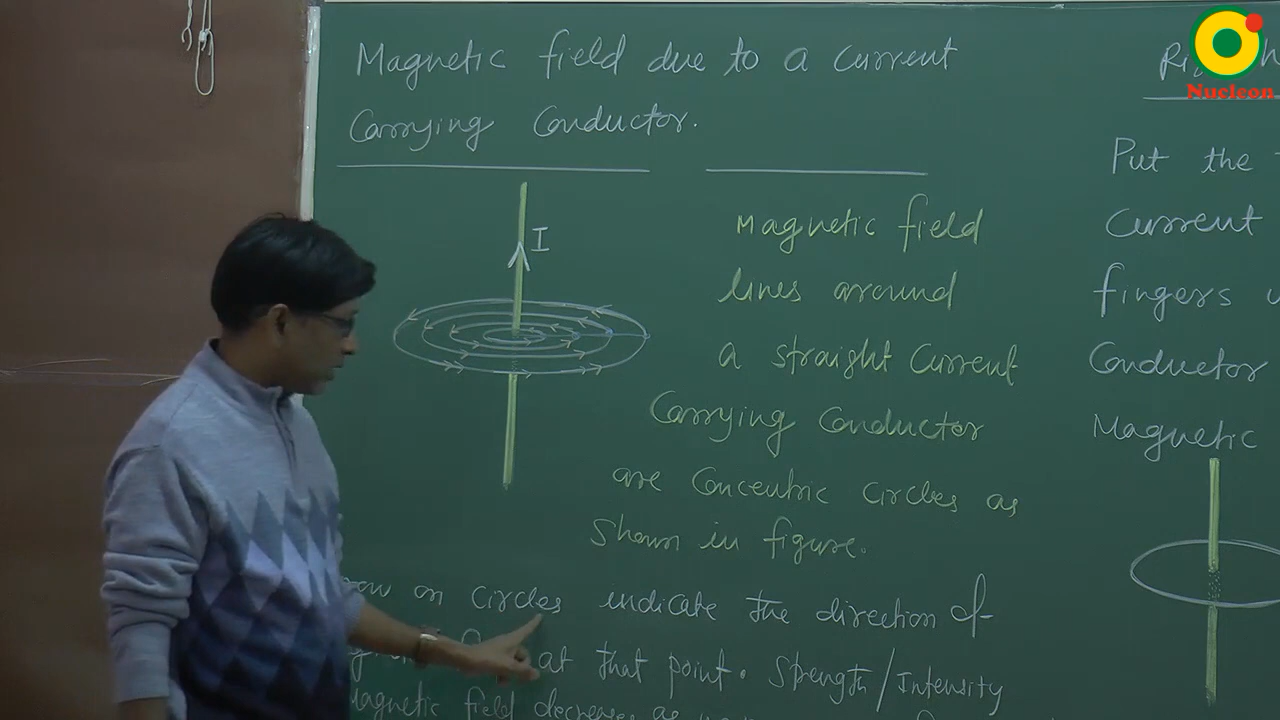 Magnetic field due to a current
Carrying Conductor.
I
Magnetic field
lines around
a straight Current
Carrying Conductor
are Concentric Circles as
Shown in figure.
on Circles indicate the direction of
at that point. Strength/Intensity
magnetic field decreases as
Put the
Current
fingers
Conductor
Magnetic
Nucleon